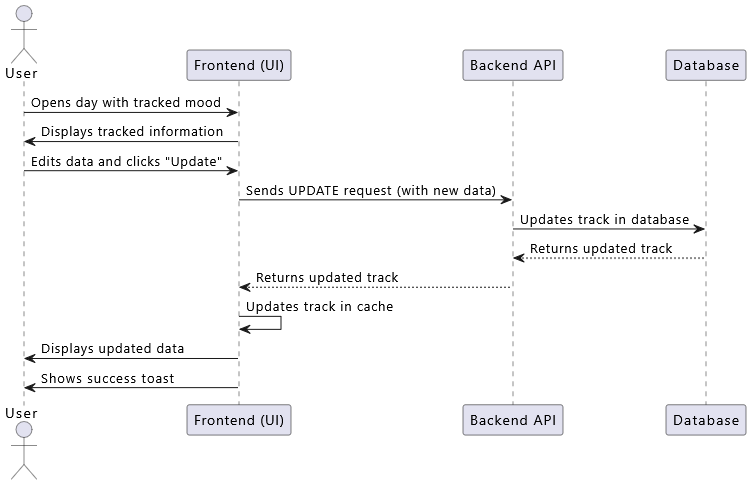 User
Frontend (UI)
Backend API
Database
Opens day with tracked mood
Displays tracked information
Edits data and clicks "Update"
Sends UPDATE request (with new data)
Updates track in database
Returns updated track
Returns updated track
Updates track in cache
Displays updated data
Shows success toast
User
Frontend (UI)
Backend API
Database